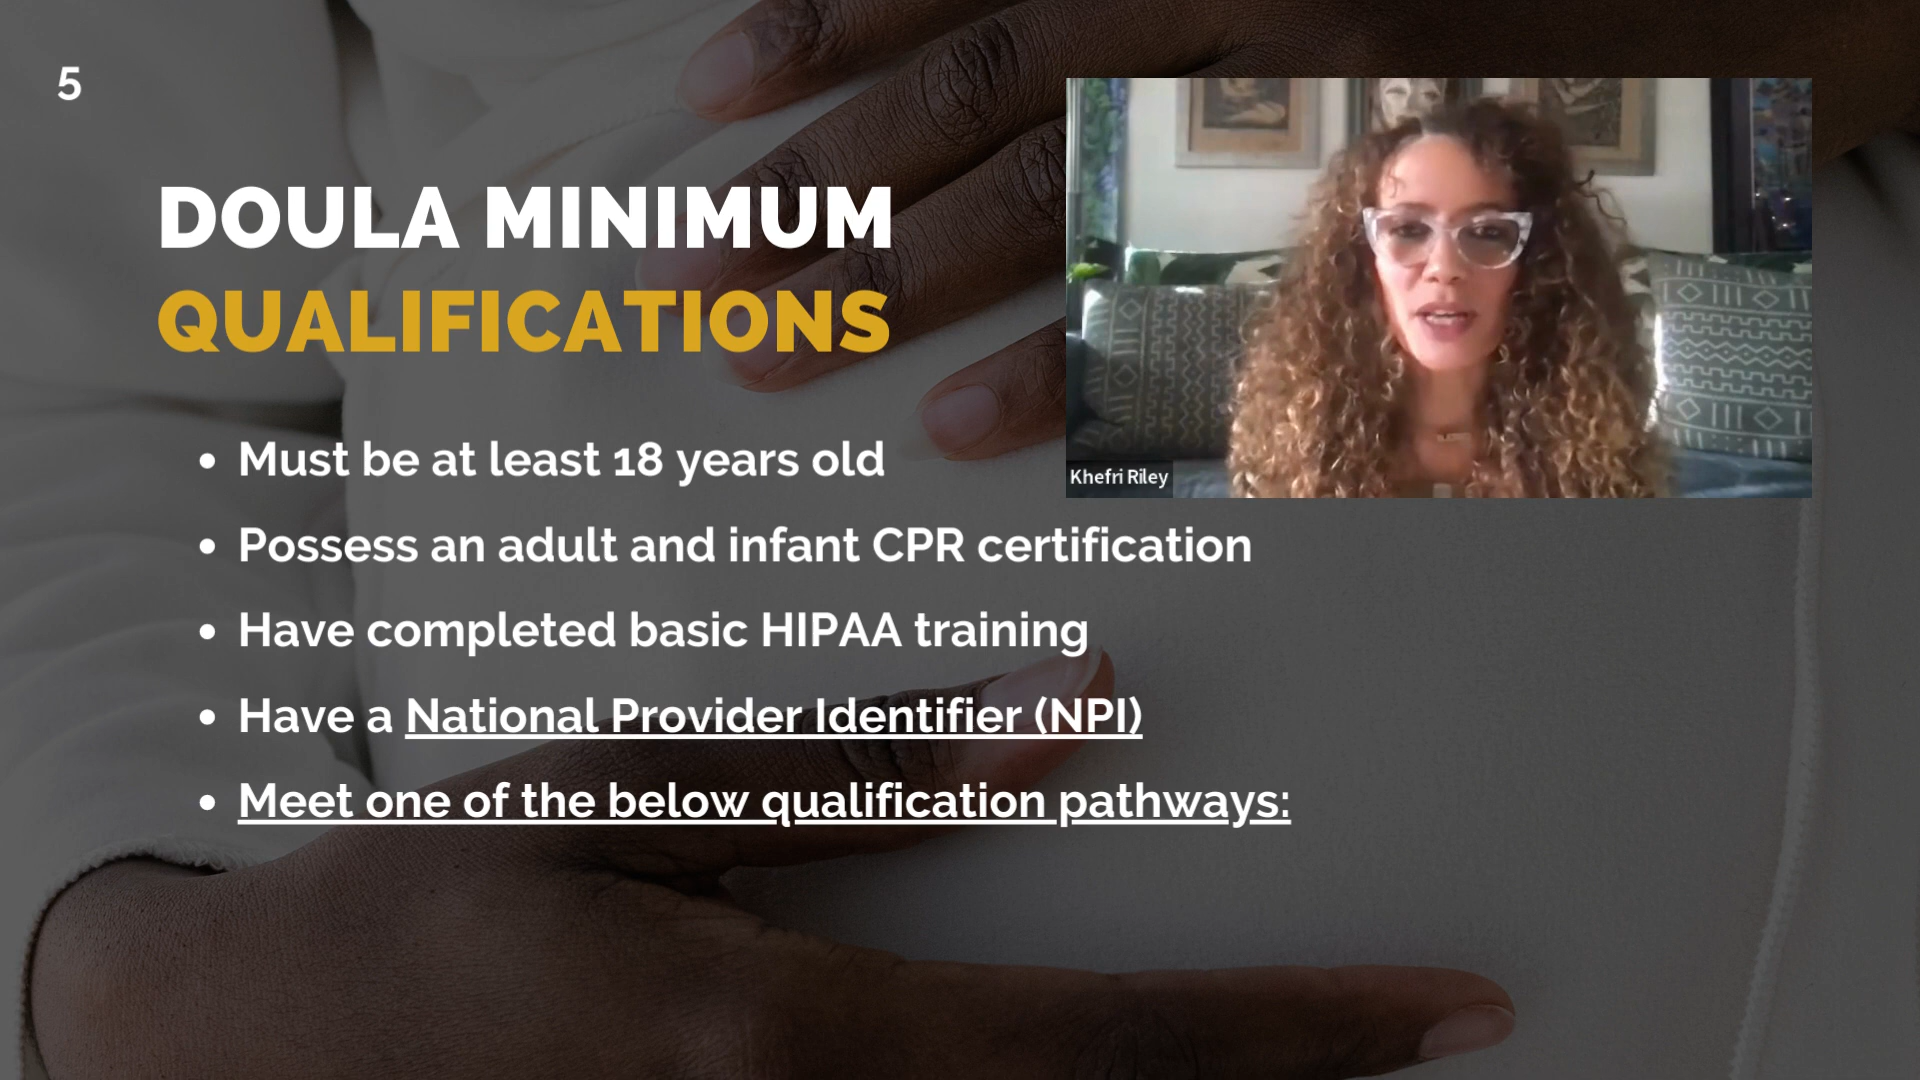 5
DOULA MINIMUM
QUALIFICATIONS
• Must be at least 18 years old
• Possess an adult and infant CPR certification
• Have completed basic HIPAA training
• Have a National Provider Identifier (NPI)
• Meet one of the below qualification pathways:
Khefri Riley